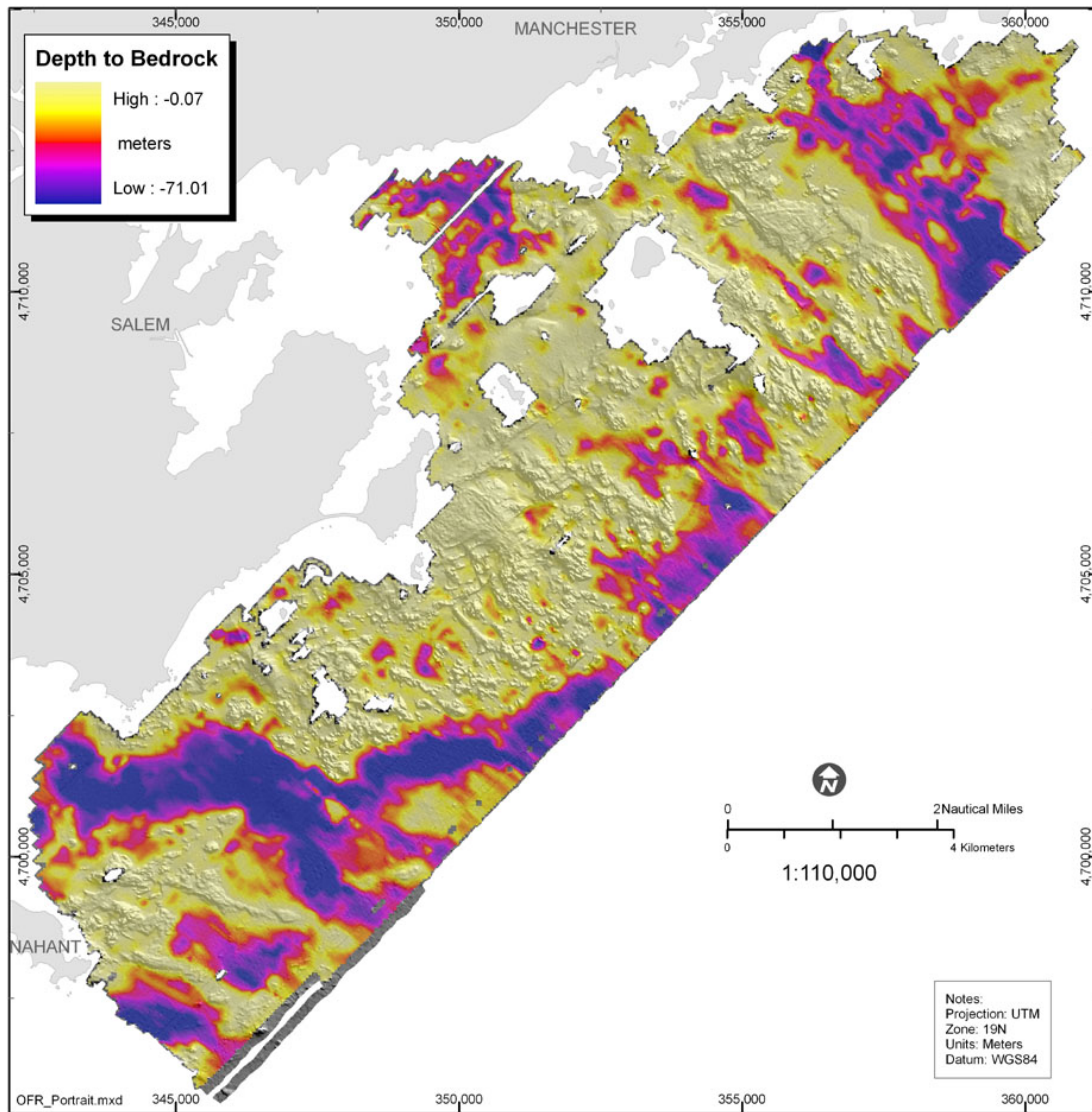 345,000
350,000
355,000
360,000
MANCHESTER
Depth to Bedrock
High : -0.07
meters
Low : -71.01
4,710,000
4,710,000
SALEM
4,705,000
4,705,000
0
2 Nautical Miles
0
4 Kilometers
1:110,000
N
4,700,000
4,700,000
NAHANT
Notes:
Projection: UTM
Zone: 19N
Units: Meters
Datum: WGS84
OFR_Portrait.mxd
345,000
350,000
355,000
360,000